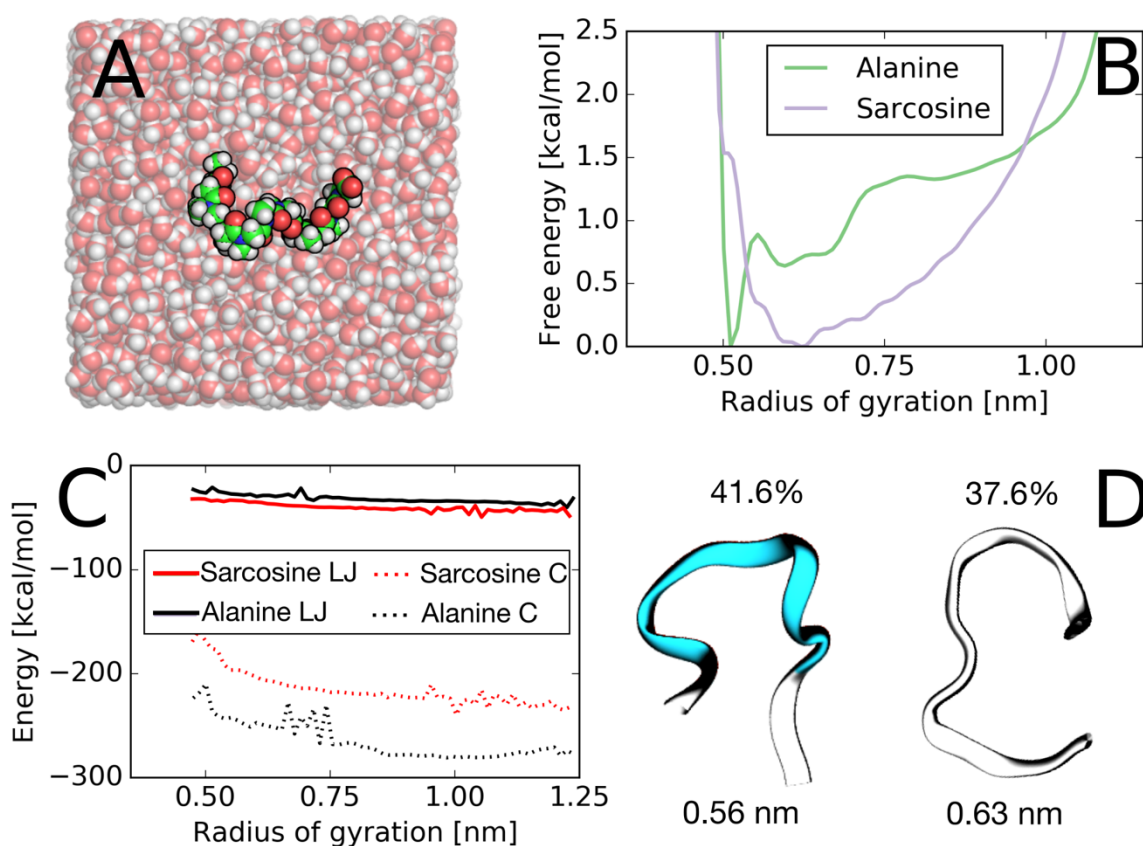 A
B
2.5
2.0
1.5
1.0
0.5
0.0
Free energy [kcal/mol]
Alanine
Sarcosine
0.50 0.75 1.00
Radius of gyration [nm]
C
0
−100
−200
−300
Energy [kcal/mol]
Sarcosine LJ Sarcosine C
Alanine LJ Alanine C
0.50 0.75 1.00 1.25
Radius of gyration [nm]
D
41.6% 37.6%
0.56 nm 0.63 nm